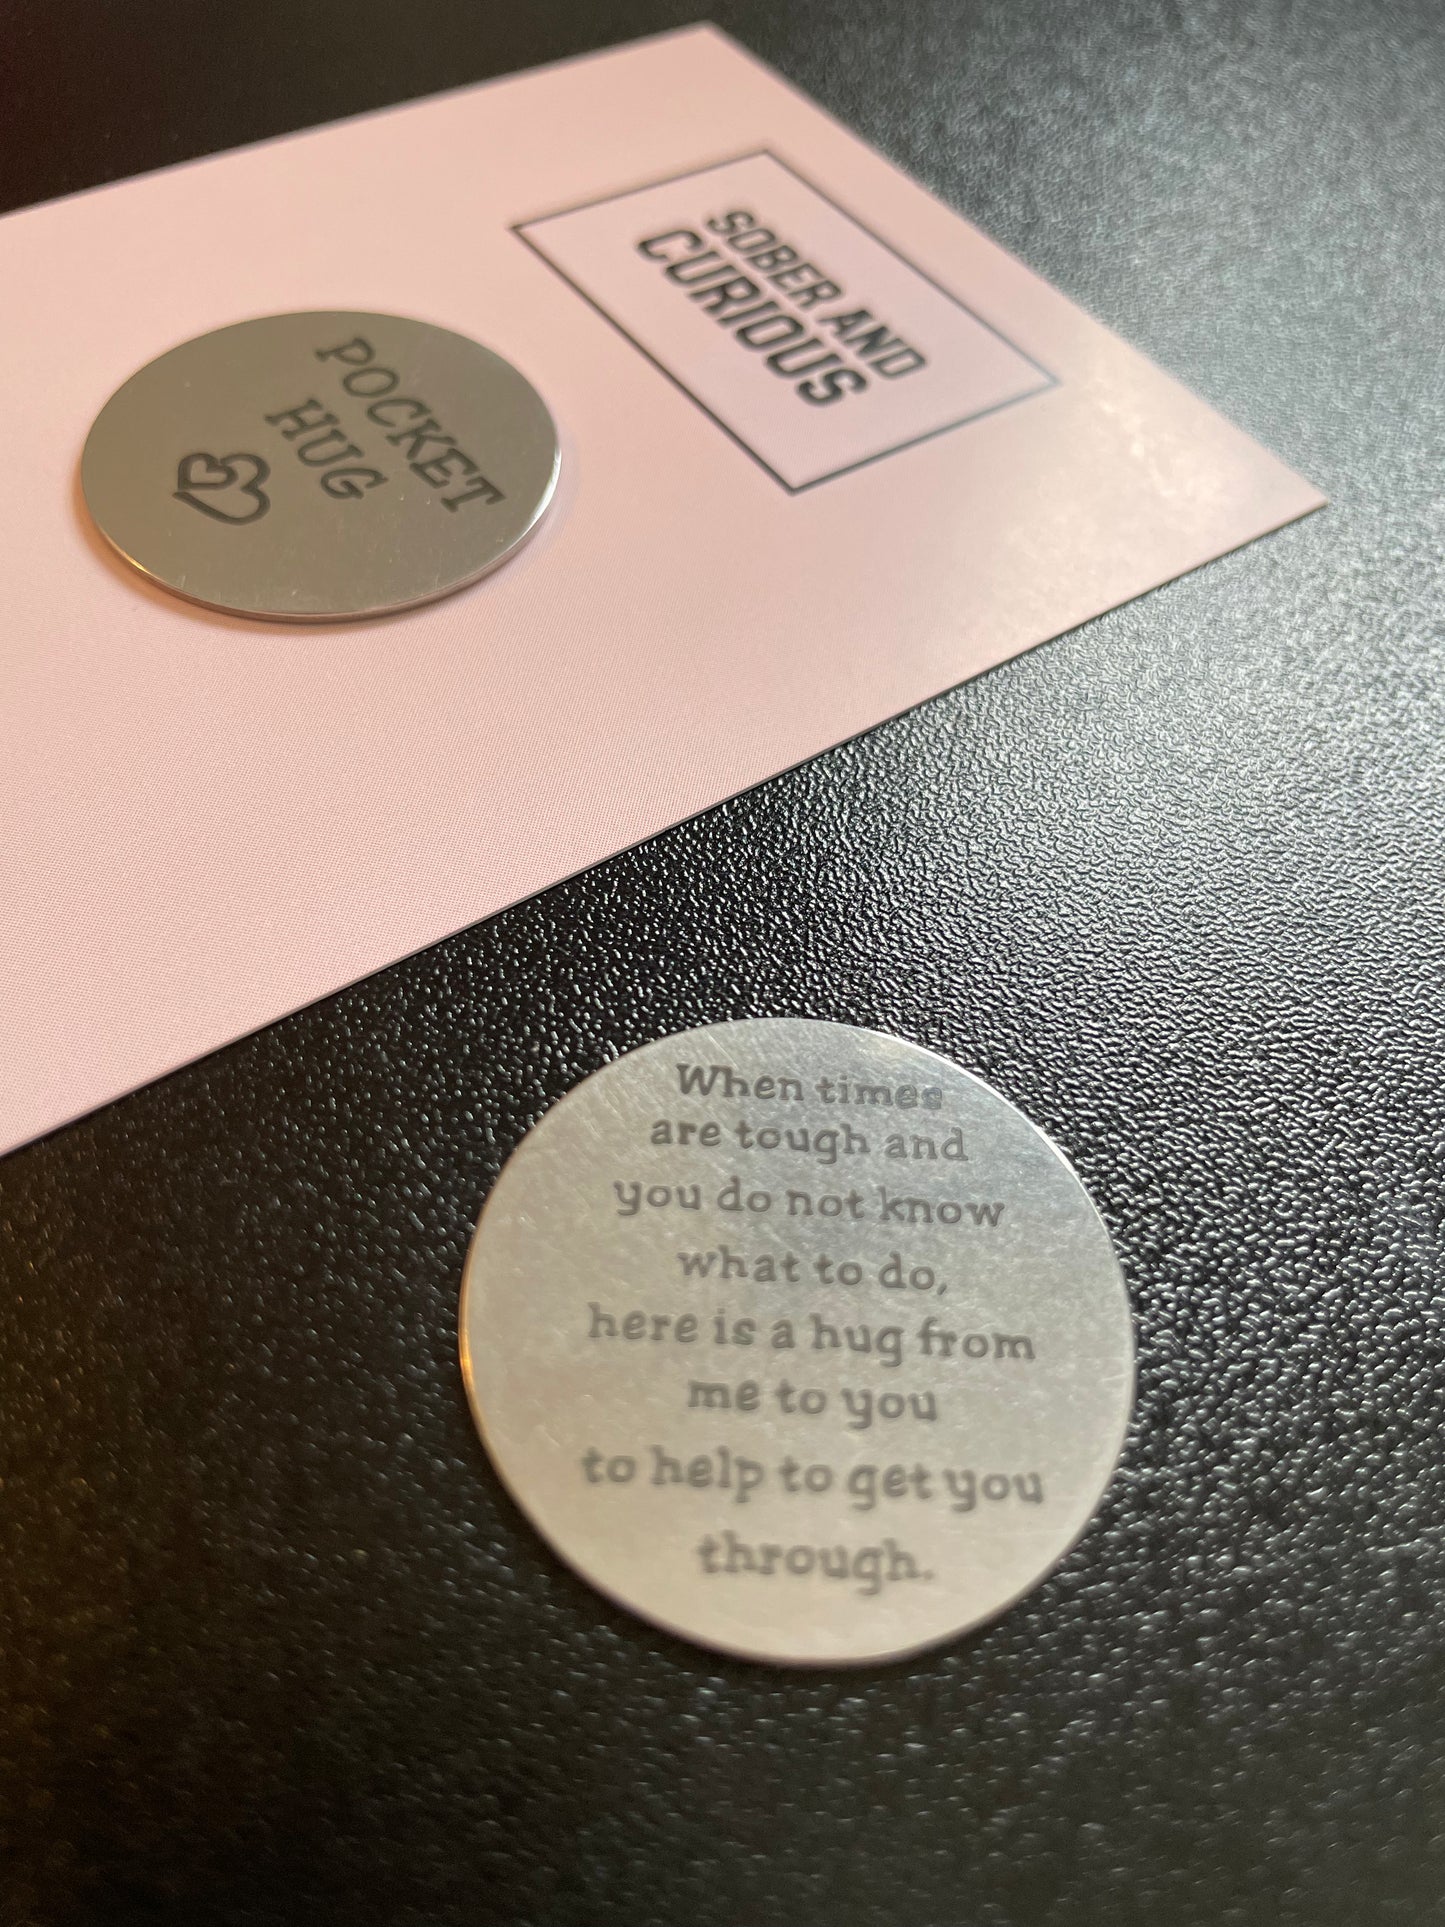 SOBER AND
CURIOUS
POCKET
HUG
When times
are tough and
you do not know
what to do,
here is a hug from
me to you
to help to get you
through.